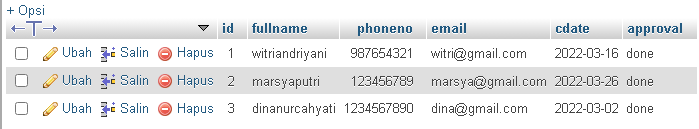 + Opsi
id fullname phoneno email cdate approval
Ubah Salin Hapus 1 witriandriyani 987654321 witri@gmail.com 2022-03-16 done
Ubah Salin Hapus 2 marsyaputri 123456789 marsya@gmail.com 2022-03-26 done
Ubah Salin Hapus 3 dinanurcahyati 1234567890 dina@gmail.com 2022-03-02 done